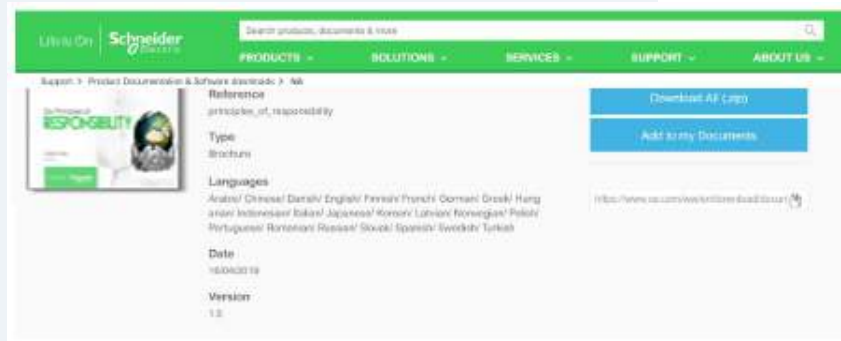 Life Is On
Schneider
Electric
Search products, documents & more
PRODUCTS
SOLUTIONS
SERVICES
SUPPORT
ABOUT US
Support > Product Documentation & Software downloads > NA
RESPONSIBILITY
Reference
principles_of_responsibility
Type
Brochure
Languages
Arabic/ Chinese/ Danish/ English/ Finnish/ French/ German/ Greek/ Hung
arian/ Indonesian/ Italian/ Japanese/ Korean/ Latvian/ Norwegian/ Polish/
Portuguese/ Romanian/ Russian/ Slovak/ Spanish/ Swedish/ Turkish
Date
Version
1.0
Download All (.zip)
Add to my Documents